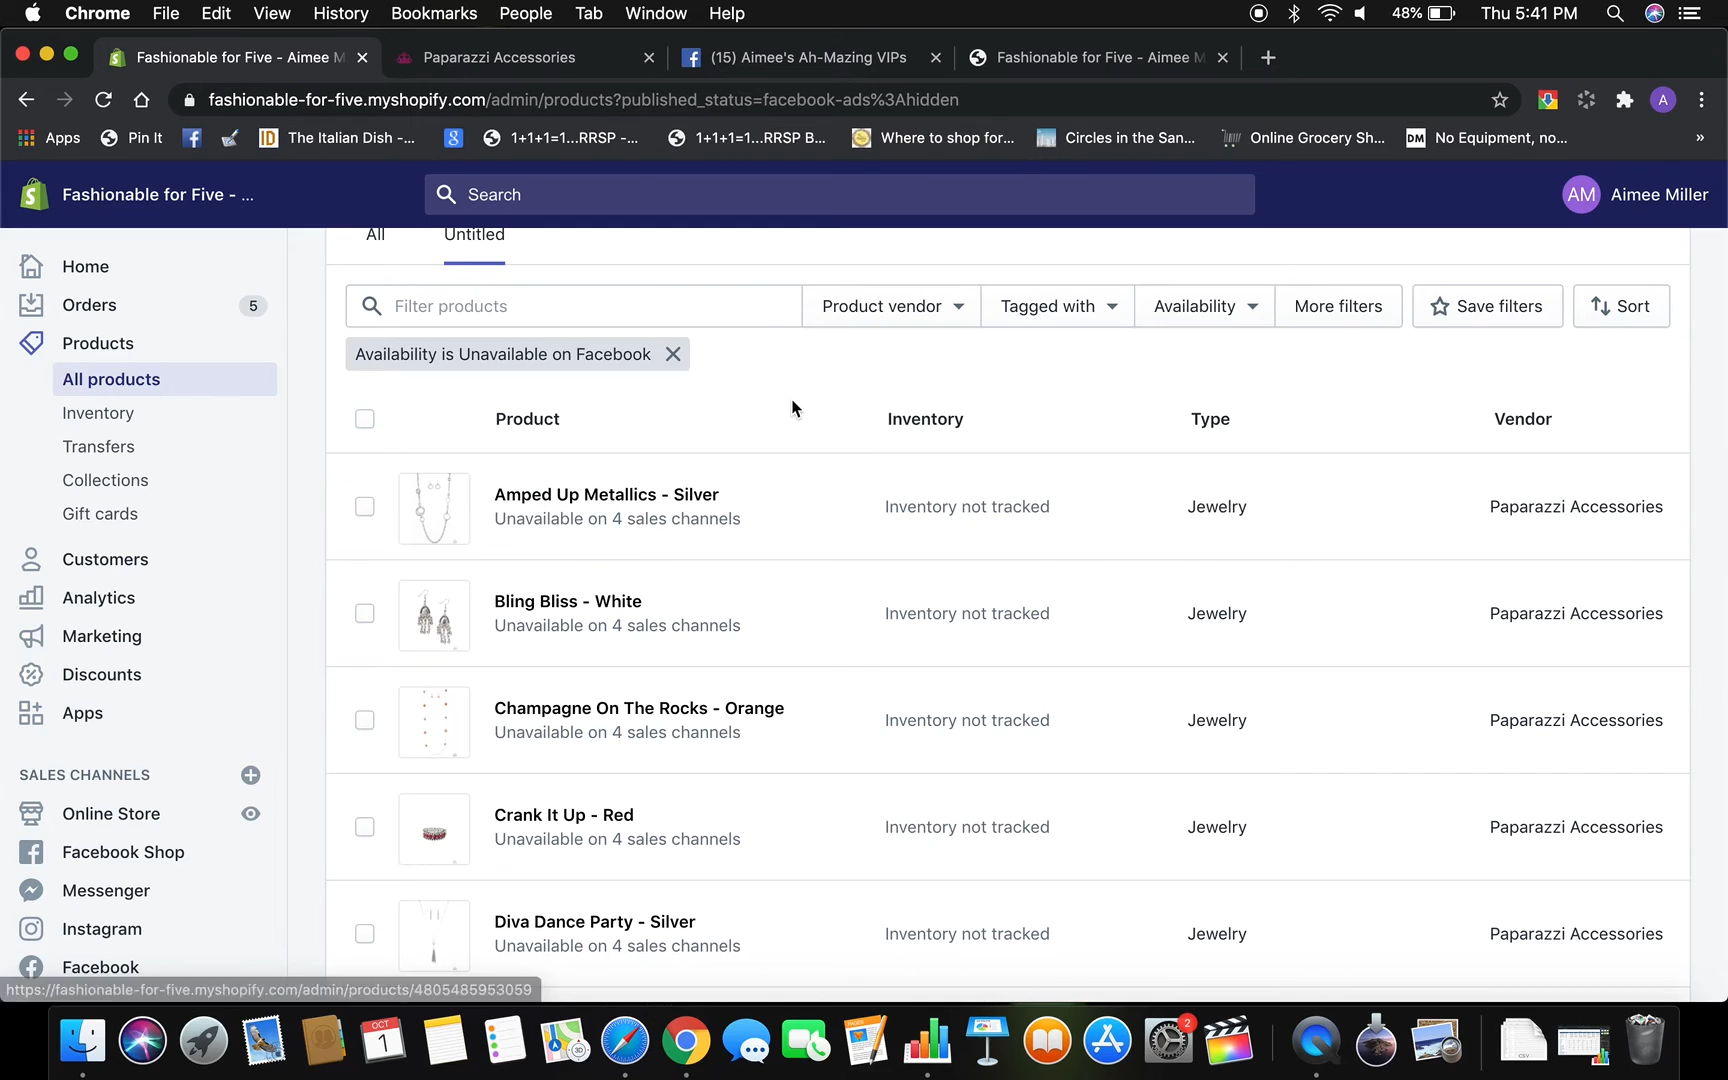 Chrome File Edit View History Bookmarks People Tab Window Help 48% Thu 5:41 PM
Fashionable for Five - Aimee M Paparazzi Accessories (15) Aimee's Ah-Mazing VIPs Fashionable for Five - Aimee M
fashionable-for-five.myshopify.com/admin/products?published_status=facebook-ads%3Ahidden A
Apps Pin It The Italian Dish -... 1+1+1=1...RRSP -... 1+1+1=1...RRSP B... Where to shop for... Circles in the San... Online Grocery Sh... DM No Equipment, no... »
Fashionable for Five - ... Search AM Aimee Miller
All Untitled
Home
Orders 5
Filter products Product vendor Tagged with Availability More filters Save filters Sort
Products
Availability is Unavailable on Facebook
All products
Inventory
Transfers
Collections
Gift cards
Customers
Analytics
Marketing
Discounts
Apps
SALES CHANNELS
Online Store
Facebook Shop
Messenger
Instagram
Facebook
Product Inventory Type Vendor
Amped Up Metallics - Silver
Unavailable on 4 sales channels
Inventory not tracked Jewelry Paparazzi Accessories
Bling Bliss - White
Unavailable on 4 sales channels
Inventory not tracked Jewelry Paparazzi Accessories
Champagne On The Rocks - Orange
Unavailable on 4 sales channels
Inventory not tracked Jewelry Paparazzi Accessories
Crank It Up - Red
Unavailable on 4 sales channels
Inventory not tracked Jewelry Paparazzi Accessories
Diva Dance Party - Silver
Unavailable on 4 sales channels
Inventory not tracked Jewelry Paparazzi Accessories
https://fashionable-for-five.myshopify.com/admin/products/4805485953059
OCT
1
2